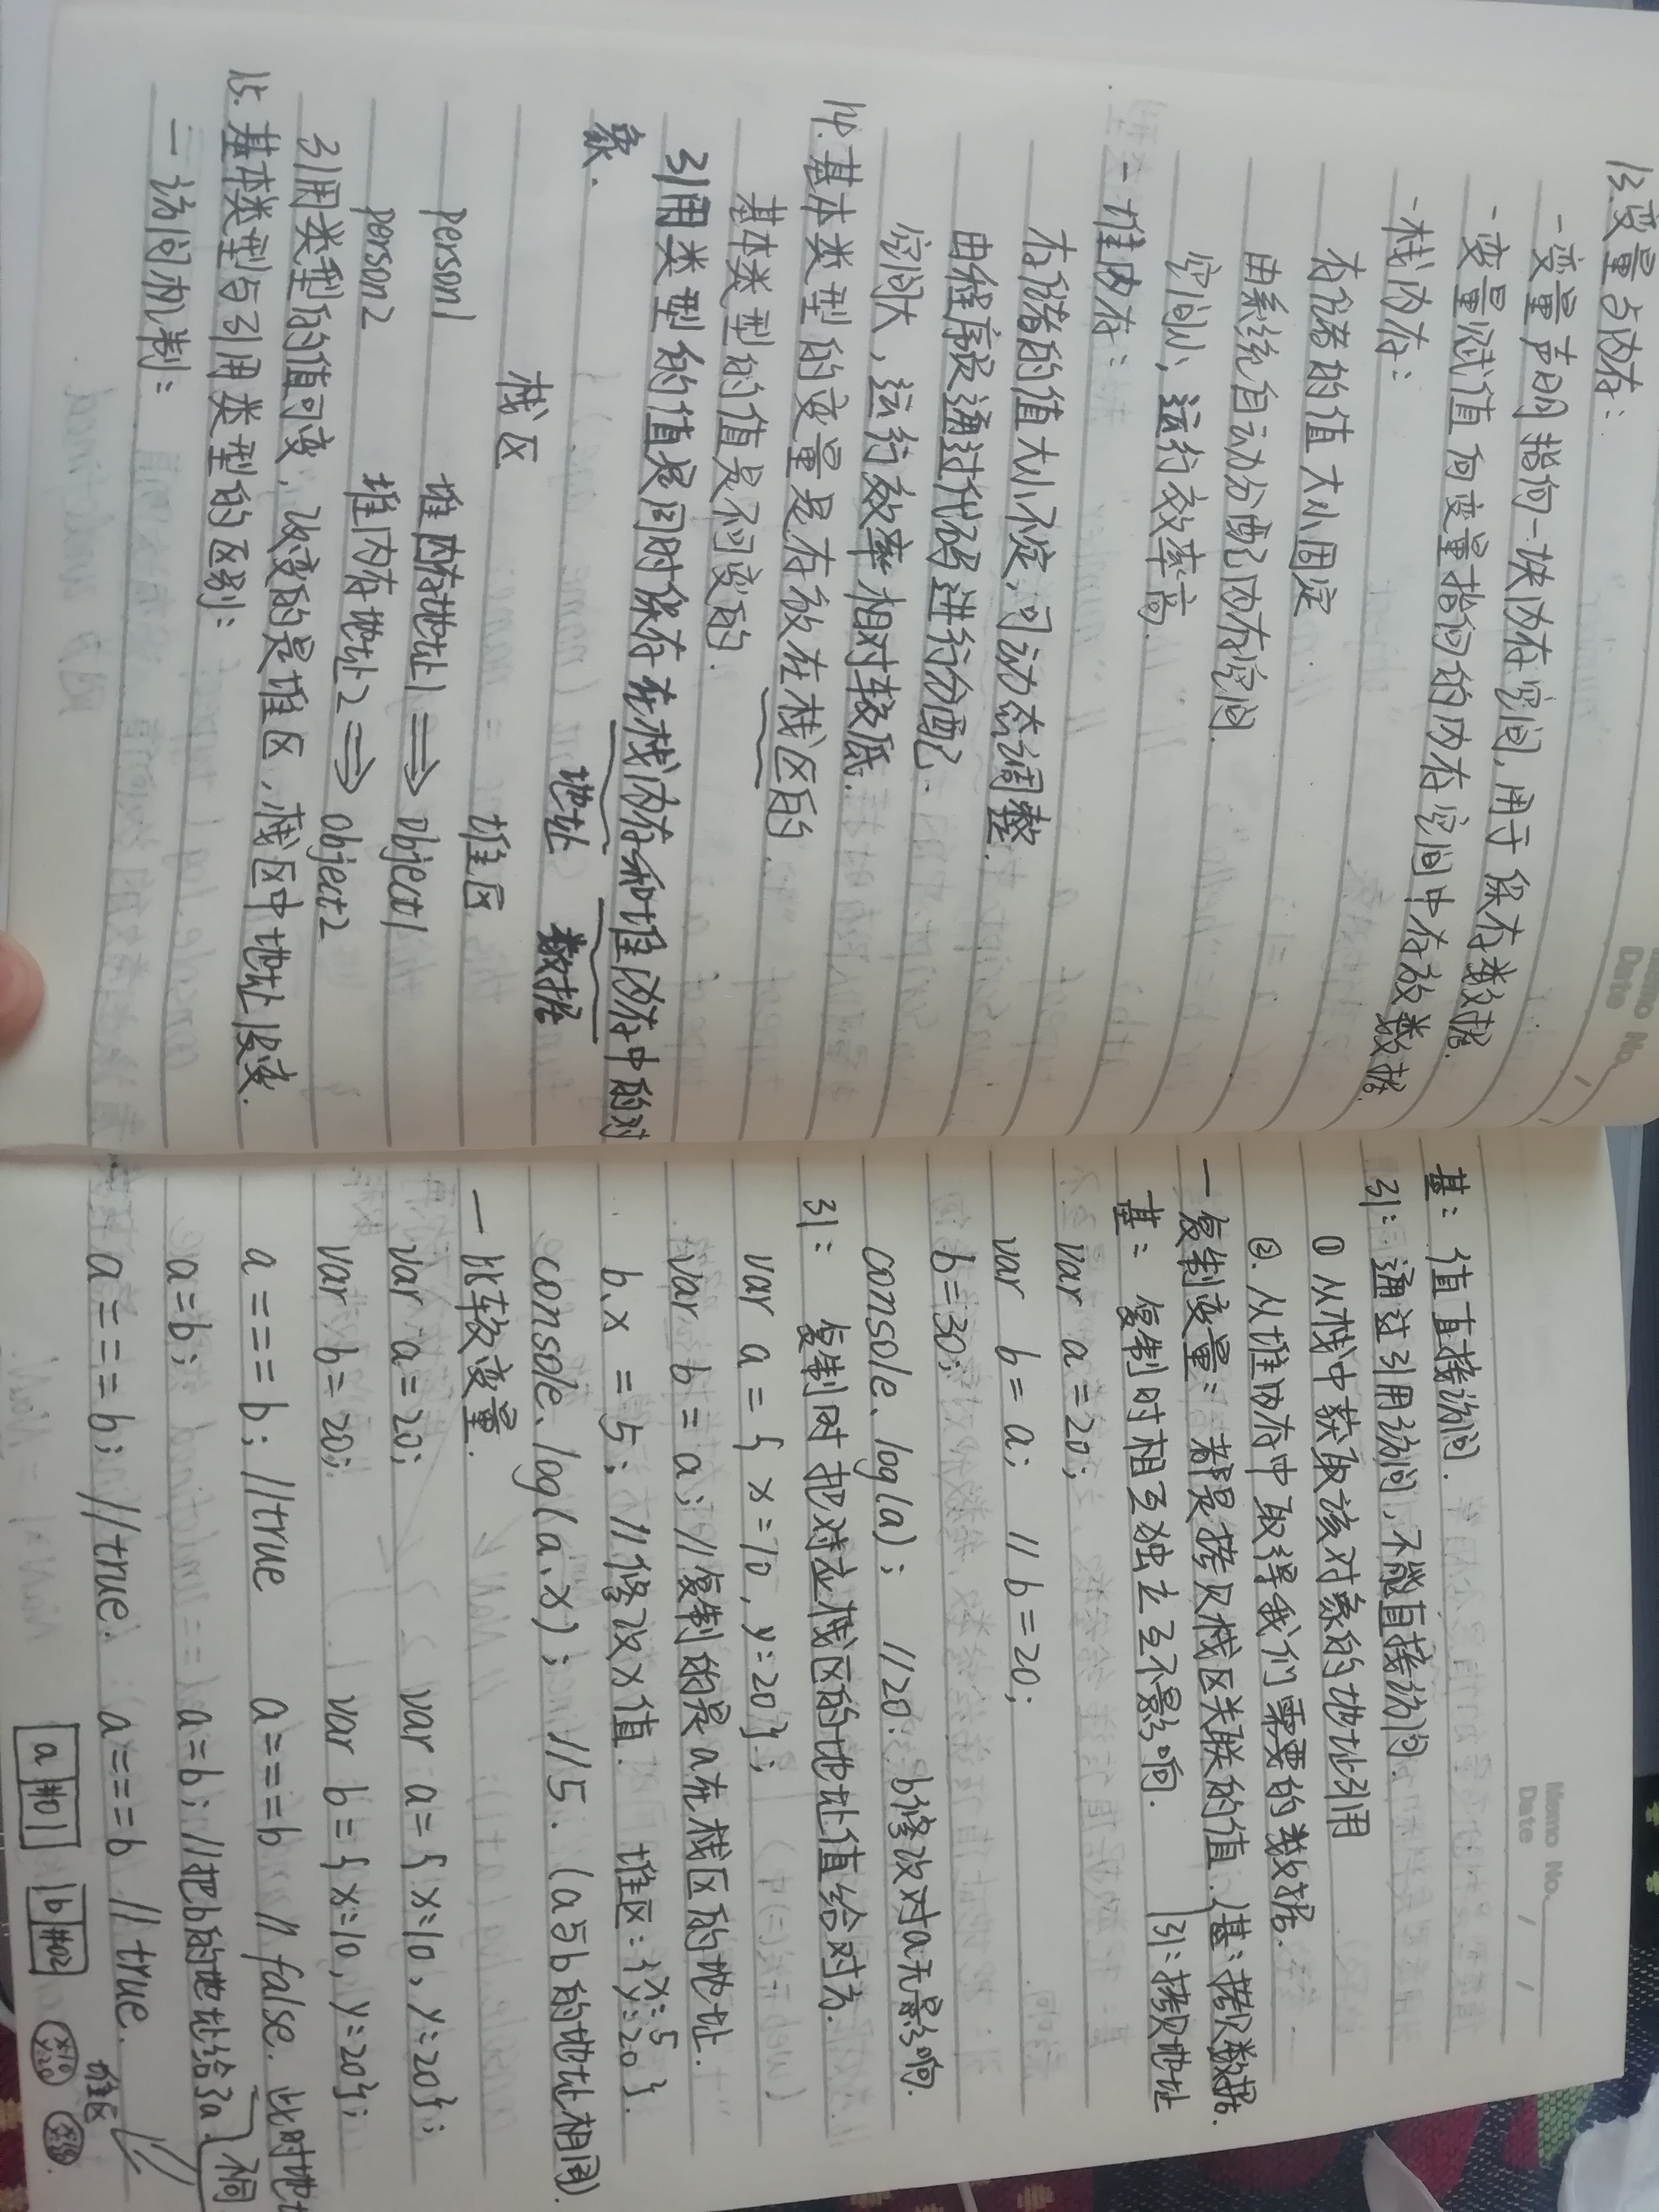 Memo No.
Date
13.变量与内存：
-变量声明指向一块内存空间,用于保存数据.
-变量赋值向变量指向的内存空间中存放数据.
-栈内存：
存储的值大小固定
由系统自动分配内存空间.
空间小,运行效率高.
-堆内存：
存储的值大小不定,可动态调整.
由程序员通过代码进行分配.
空间大,运行效率相对较低.
14.基本类型的变量是存放在栈区的
基本类型的值是不可变的.
引用类型的值是同时保存在栈内存和堆内存中的对
象.
地址 数据
栈区 堆区
person1 堆内存地址1 ⇒ object1
person2 堆内存地址2 ⇒ object2
引用类型的值可变,改变的是堆区,栈区中地址没变.
15.基本类型与引用类型的区别：
一访问机制：
Memo No.
Date / /
基：值直接访问.
引：通过引用访问,不能直接访问.
① 从栈中获取该对象的地址引用
②.从堆内存中取得我们需要的数据.
一复制变量：都是拷贝栈区关联的值.(基:拷贝数据.
引:拷贝地址
基：复制时相互独立互不影响.
var a=20;
var b=a; //b=20;
b=30;
console.log(a); //20. b修改对a无影响.
引： 复制时把对应栈区的地址值给对方.
var a={x=10,y=20};
var b=a; //复制的是a在栈区的地址.
b.x=5; //修改x值. 堆区:{x:5 y:20}.
console.log(a.x); //5. (a与b的地址相同).
一比较变量.
var a=20; var a={x=10,y=20};
var b=20; var b={x=10,y=20};
a===b; //true a===b //false. 此时地址
不同
a=b; a=b; //把b的地址给了a.
a===b; //true. a===b //true.
a #01 b #02
堆区